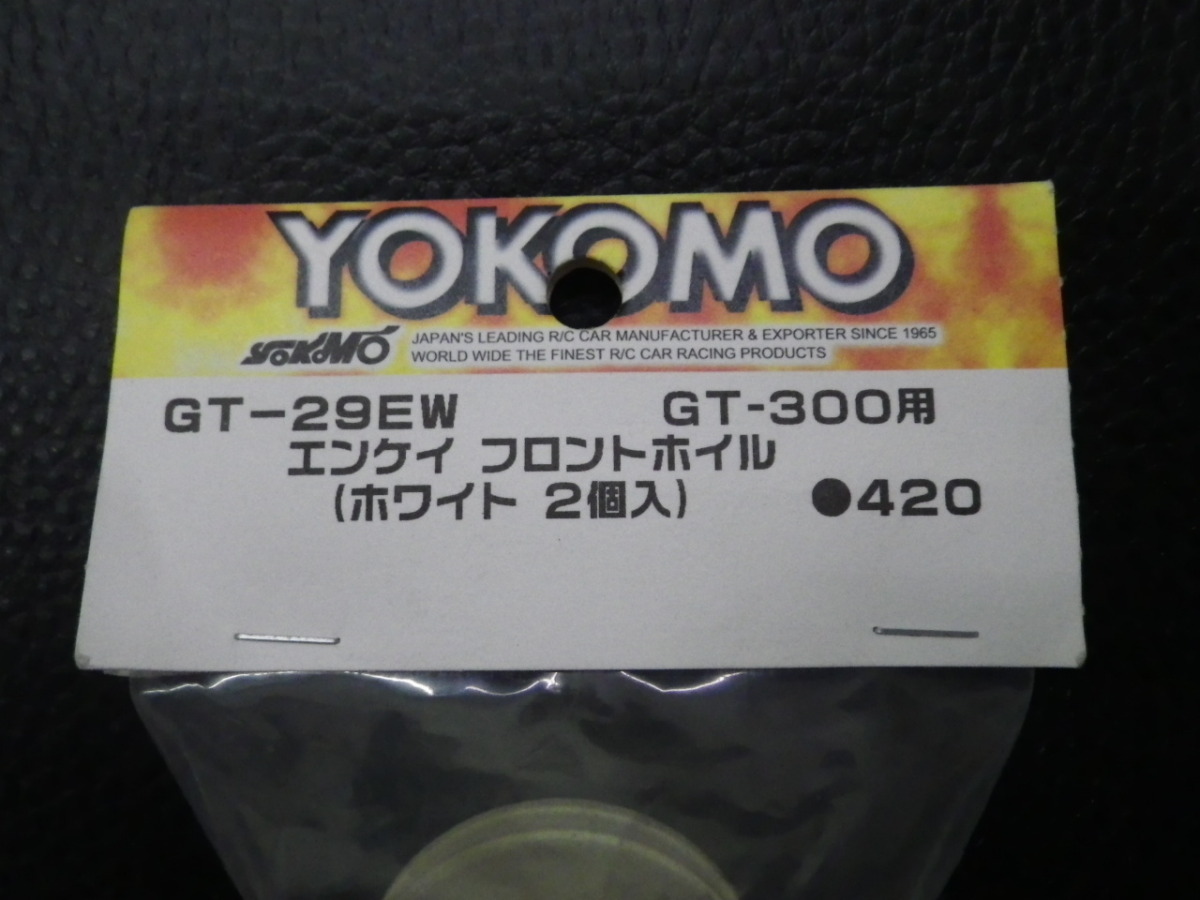 YOKOMO
YOKOMO JAPAN'S LEADING R/C CAR MANUFACTURER & EXPORTER SINCE 1965
WORLD WIDE THE FINEST R/C CAR RACING PRODUCTS
GT-29EW GT-300用
エンケイ フロントホイル
(ホワイト 2個入) ●420